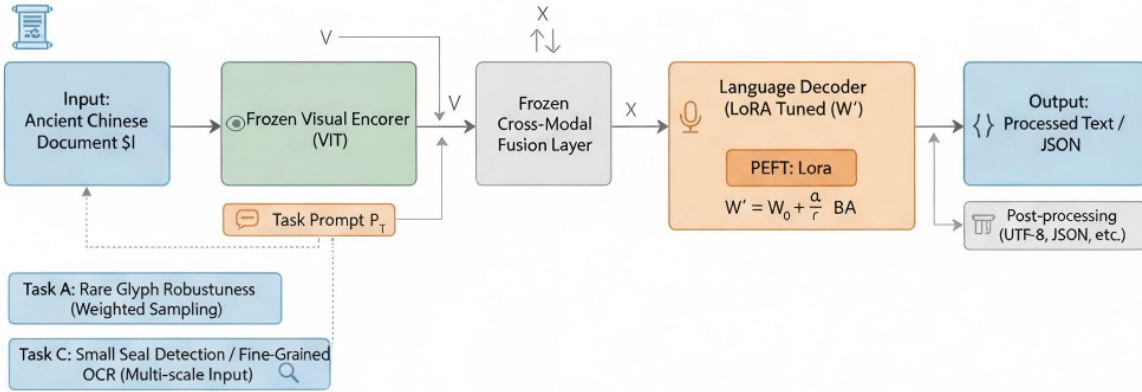 X
V
Input:
Ancient Chinese
Document $I
Frozen Visual Encorer
(VIT)
V
Frozen
Cross-Modal
Fusion Layer
X
Language Decoder
(LoRA Tuned (W')
PEFT: Lora
W' = W₀ + a/r BA
Output:
Processed Text /
JSON
Task Prompt P_T
Post-processing
(UTF-8, JSON, etc.)
Task A: Rare Glyph Robustuness
(Weighted Sampling)
Task C: Small Seal Detection / Fine-Grained
OCR (Multi-scale Input)